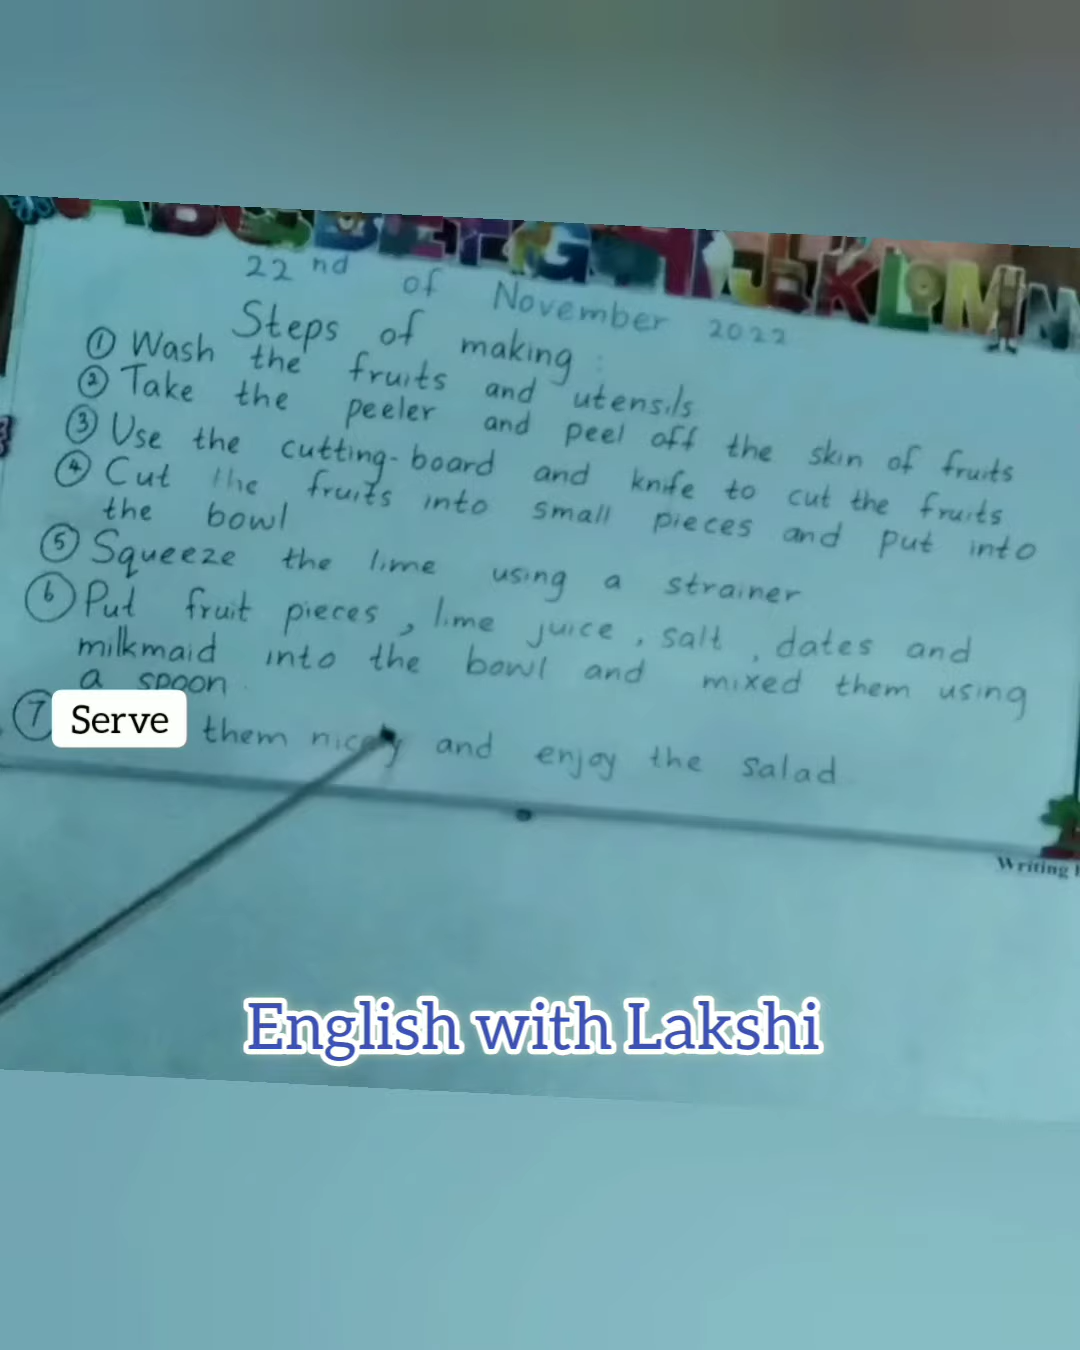 22nd of November 2022
Steps of making :
① Wash the fruits and utensils
② Take the peeler and peel off the skin of fruits
③ Use the cutting-board and knife to cut the fruits
④ Cut the fruits into small pieces and put into
the bowl
⑤ Squeeze the lime using a strainer
⑥ Put fruit pieces, lime juice, salt, dates and
milkmaid into the bowl and mixed them using
a spoon.
⑦ Serve them nicely and enjoy the salad
Writing
English with Lakshi